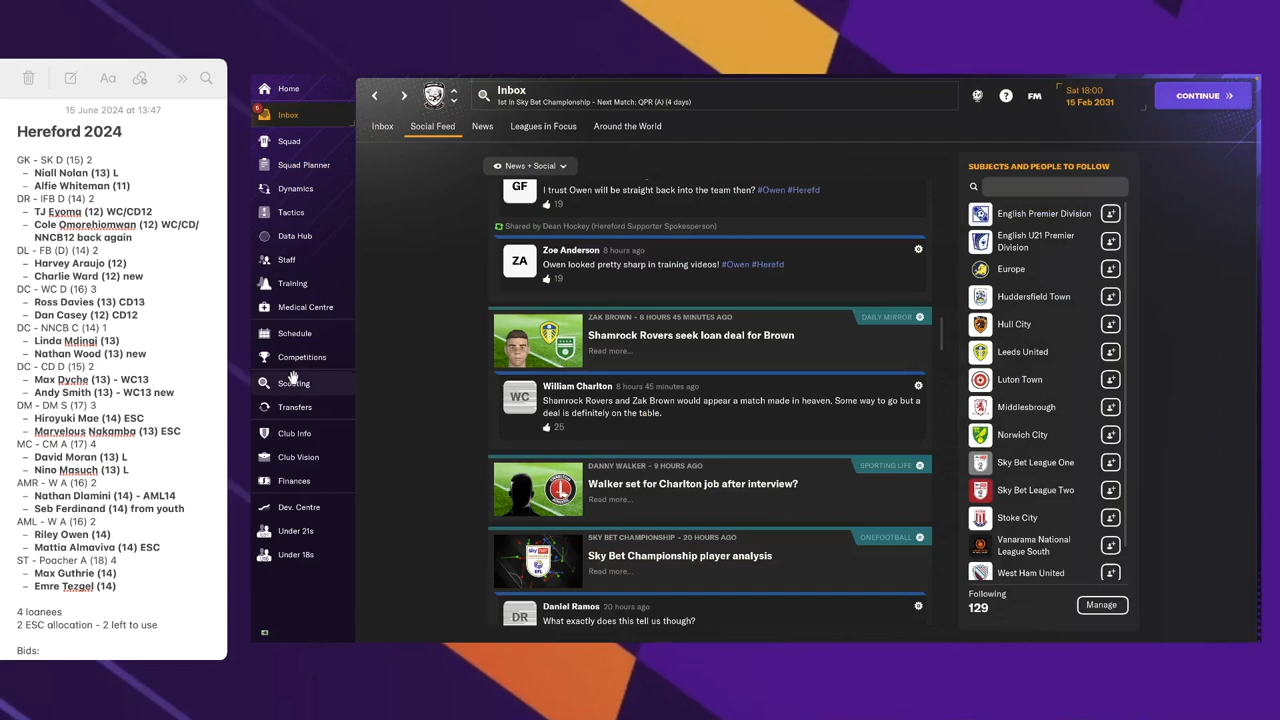 15 June 2024 at 13:47
Hereford 2024
GK - SK D (15) 2
– Niall Nolan (13) L
– Alfie Whiteman (11)
DR - IFB D (14) 2
– TJ Eyoma (12) WC/CD12
– Cole Omorehiomwan (12) WC/CD/
NNCB12 back again
DL - FB (D) (14) 2
– Harvey Araujo (12)
– Charlie Ward (12) new
DC - WC D (16) 3
– Ross Davies (13) CD13
– Dan Casey (12) CD12
DC - NNCB C (14) 1
– Linda Mdingi (13)
– Nathan Wood (13) new
DC - CD D (15) 2
– Max Dyche (13) - WC13
– Andy Smith (13) - WC13 new
DM - DM S (17) 3
– Hiroyuki Mae (14) ESC
– Marvelous Nakamba (13) ESC
MC - CM A (17) 4
– David Moran (13) L
– Nino Masuch (13) L
AMR - W A (16) 2
– Nathan Dlamini (14) - AML14
– Seb Ferdinand (14) from youth
AML - W A (16) 2
– Riley Owen (14)
– Mattia Almaviva (14) ESC
ST - Poacher A (18) 4
– Max Guthrie (14)
– Emre Tezgel (14)
4 loanees
2 ESC allocation - 2 left to use
Bids:
Home
5
Inbox
Squad
Squad Planner
Dynamics
Tactics
Data Hub
Staff
Training
Medical Centre
Schedule
Competitions
Scouting
Transfers
Club Info
Club Vision
Finances
Dev. Centre
Under 21s
Under 18s
Inbox
1st in Sky Bet Championship - Next Match: QPR (A) (4 days)
FM
Sat 18:00
15 Feb 2031
CONTINUE
Inbox
Social Feed
News
Leagues in Focus
Around the World
News + Social
GF
I trust Owen will be straight back into the team then? #Owen #Herefd
19
Shared by Dean Hockey (Hereford Supporter Spokesperson)
ZA
Zoe Anderson 8 hours ago
Owen looked pretty sharp in training videos! #Owen #Herefd
19
ZAK BROWN - 8 HOURS 45 MINUTES AGO
DAILY MIRROR
Shamrock Rovers seek loan deal for Brown
Read more...
WC
William Charlton 8 hours 45 minutes ago
Shamrock Rovers and Zak Brown would appear a match made in heaven. Some way to go but a
deal is definitely on the table.
25
DANNY WALKER - 9 HOURS AGO
SPORTING LIFE
Walker set for Charlton job after interview?
Read more...
SKY BET CHAMPIONSHIP - 20 HOURS AGO
ONEFOOTBALL
Sky Bet Championship player analysis
Read more...
DR
Daniel Ramos 20 hours ago
What exactly does this tell us though?
SUBJECTS AND PEOPLE TO FOLLOW
English Premier Division
English U21 Premier
Division
Europe
Huddersfield Town
Hull City
Leeds United
Luton Town
Middlesbrough
Norwich City
Sky Bet League One
Sky Bet League Two
Stoke City
Vanarama National
League South
West Ham United
Following
129
Manage